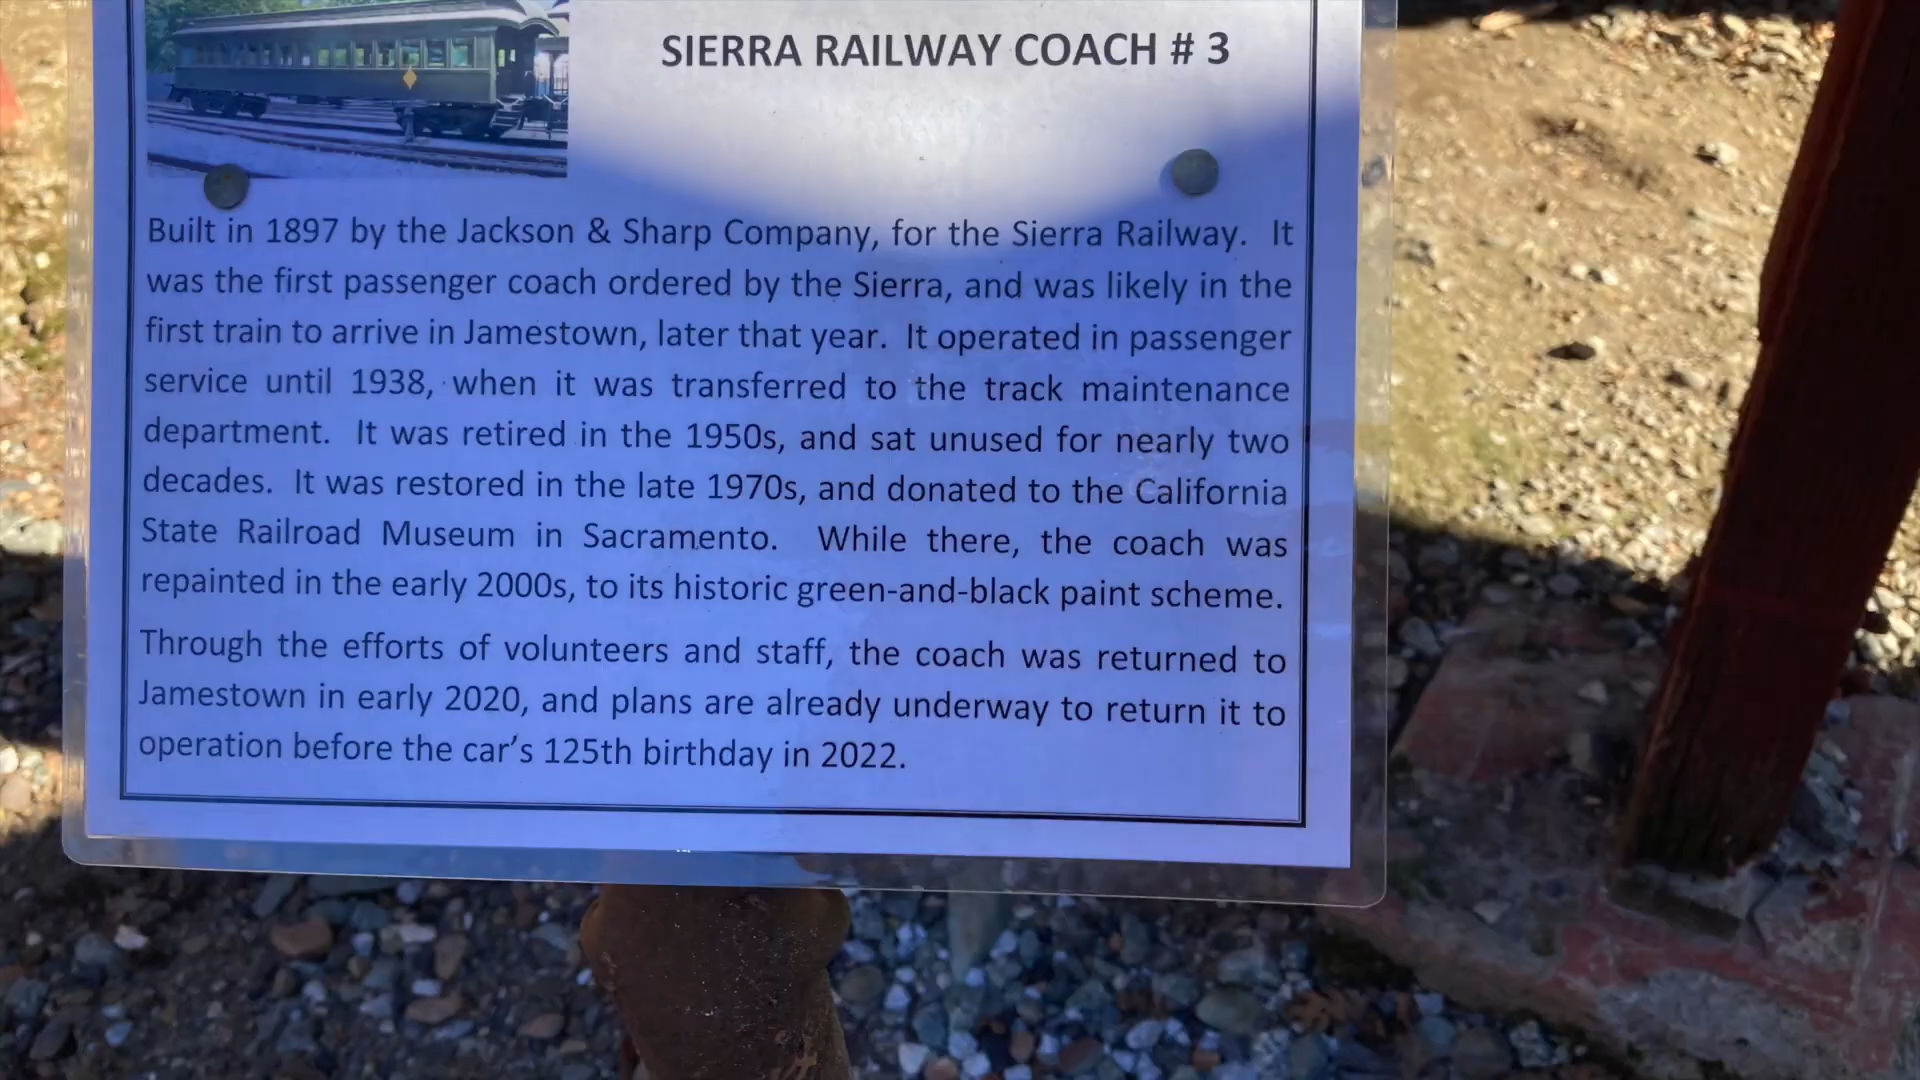 SIERRA RAILWAY COACH # 3
Built in 1897 by the Jackson & Sharp Company, for the Sierra Railway. It
was the first passenger coach ordered by the Sierra, and was likely in the
first train to arrive in Jamestown, later that year. It operated in passenger
service until 1938, when it was transferred to the track maintenance
department. It was retired in the 1950s, and sat unused for nearly two
decades. It was restored in the late 1970s, and donated to the California
State Railroad Museum in Sacramento. While there, the coach was
repainted in the early 2000s, to its historic green-and-black paint scheme.
Through the efforts of volunteers and staff, the coach was returned to
Jamestown in early 2020, and plans are already underway to return it to
operation before the car's 125th birthday in 2022.